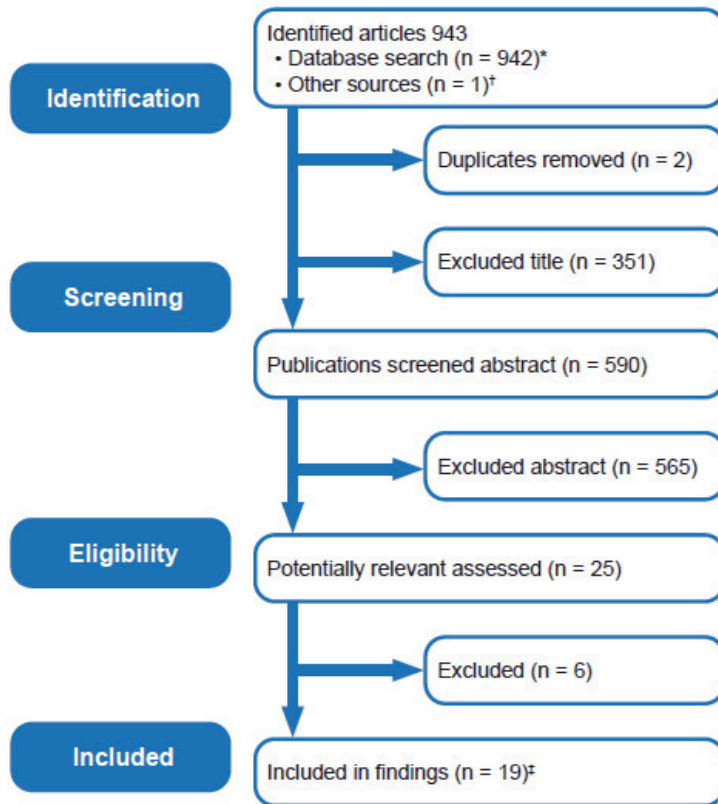 Identified articles 943
• Database search (n = 942)*
• Other sources (n = 1)†
Identification
Duplicates removed (n = 2)
Excluded title (n = 351)
Screening
Publications screened abstract (n = 590)
Excluded abstract (n = 565)
Eligibility
Potentially relevant assessed (n = 25)
Excluded (n = 6)
Included
Included in findings (n = 19)‡